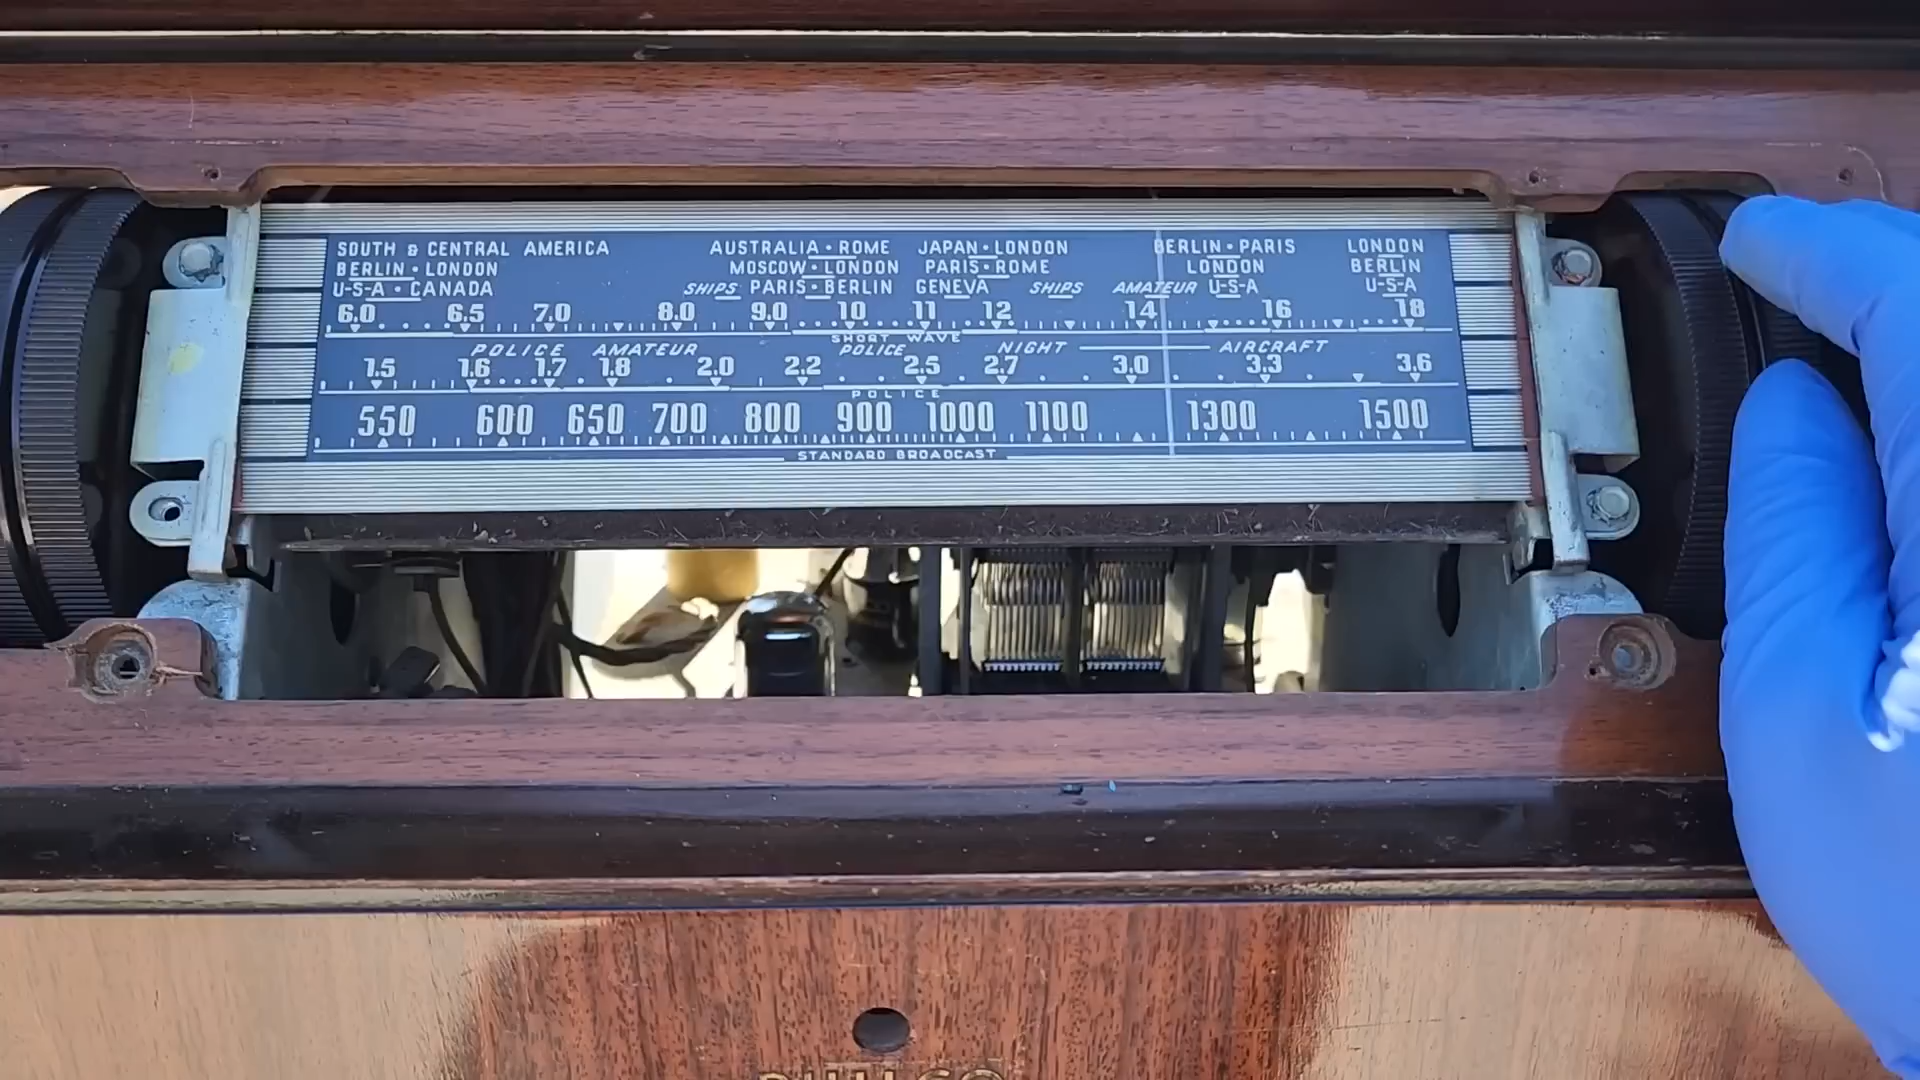 SOUTH & CENTRAL AMERICA AUSTRALIA • ROME JAPAN • LONDON BERLIN • PARIS LONDON
BERLIN • LONDON MOSCOW • LONDON PARIS • ROME LONDON BERLIN
U-S-A • CANADA SHIPS PARIS • BERLIN GENEVA SHIPS AMATEUR U-S-A U-S-A
6.0 6.5 7.0 8.0 9.0 10 11 12 14 16 18
SHORT WAVE
POLICE AMATEUR POLICE NIGHT AIRCRAFT
1.5 1.6 1.7 1.8 2.0 2.2 2.5 2.7 3.0 3.3 3.6
POLICE
550 600 650 700 800 900 1000 1100 1300 1500
STANDARD BROADCAST
PHILCO